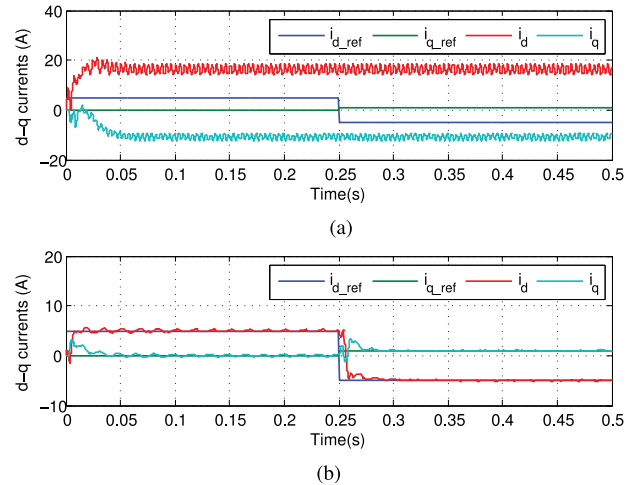 d−q currents (A)
40
20
0
−20
i_d_ref i_q_ref i_d i_q
0 0.05 0.1 0.15 0.2 0.25 0.3 0.35 0.4 0.45 0.5
Time(s)
(a)
d−q currents (A)
20
10
0
−10
i_d_ref i_q_ref i_d i_q
0 0.05 0.1 0.15 0.2 0.25 0.3 0.35 0.4 0.45 0.5
Time(s)
(b)